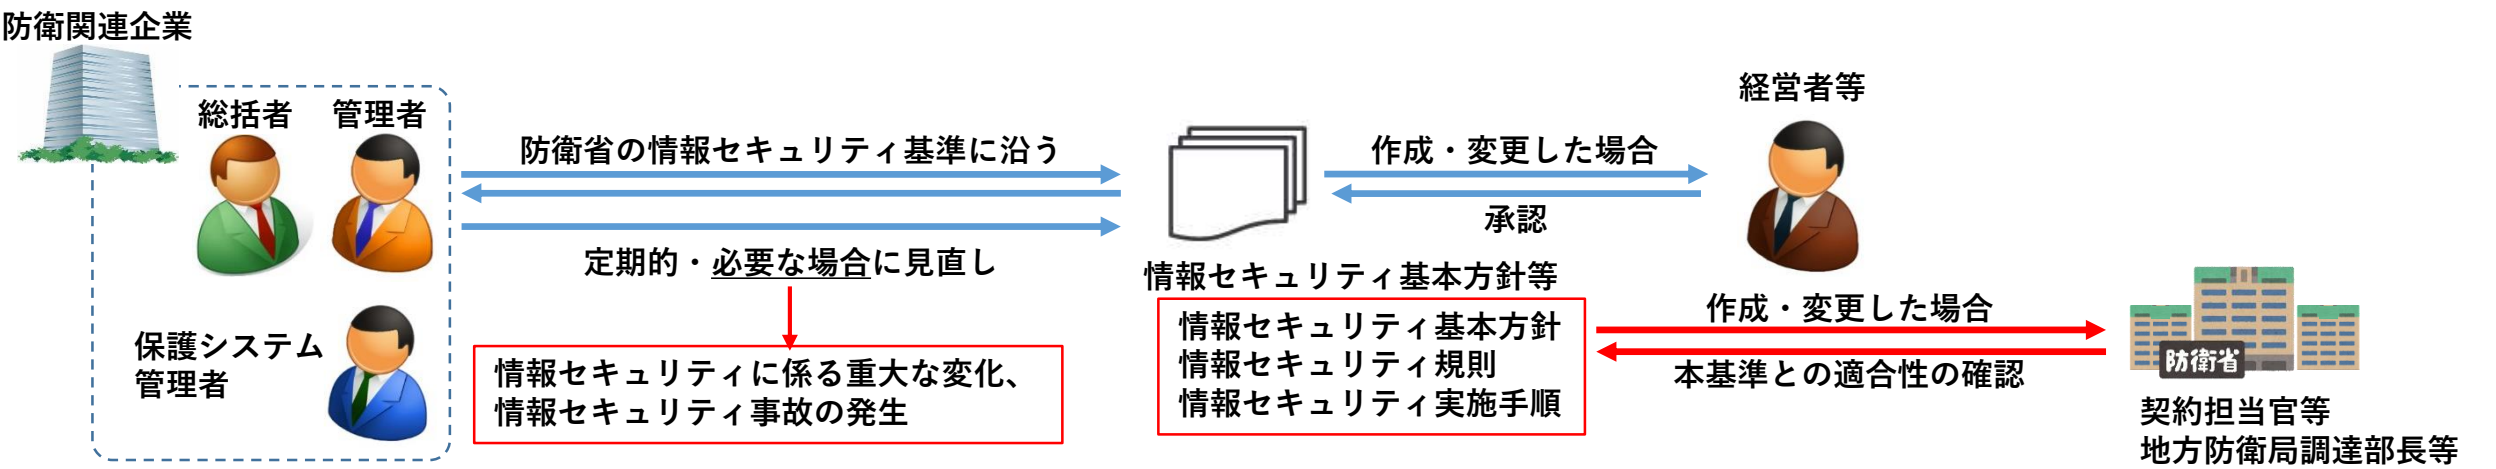 防衛関連企業
総括者
管理者
保護システム
管理者
防衛省の情報セキュリティ基準に沿う
定期的・必要な場合に見直し
情報セキュリティに係る重大な変化、
情報セキュリティ事故の発生
情報セキュリティ基本方針等
情報セキュリティ基本方針
情報セキュリティ規則
情報セキュリティ実施手順
作成・変更した場合
承認
経営者等
作成・変更した場合
本基準との適合性の確認
防衛省
契約担当官等
地方防衛局調達部長等